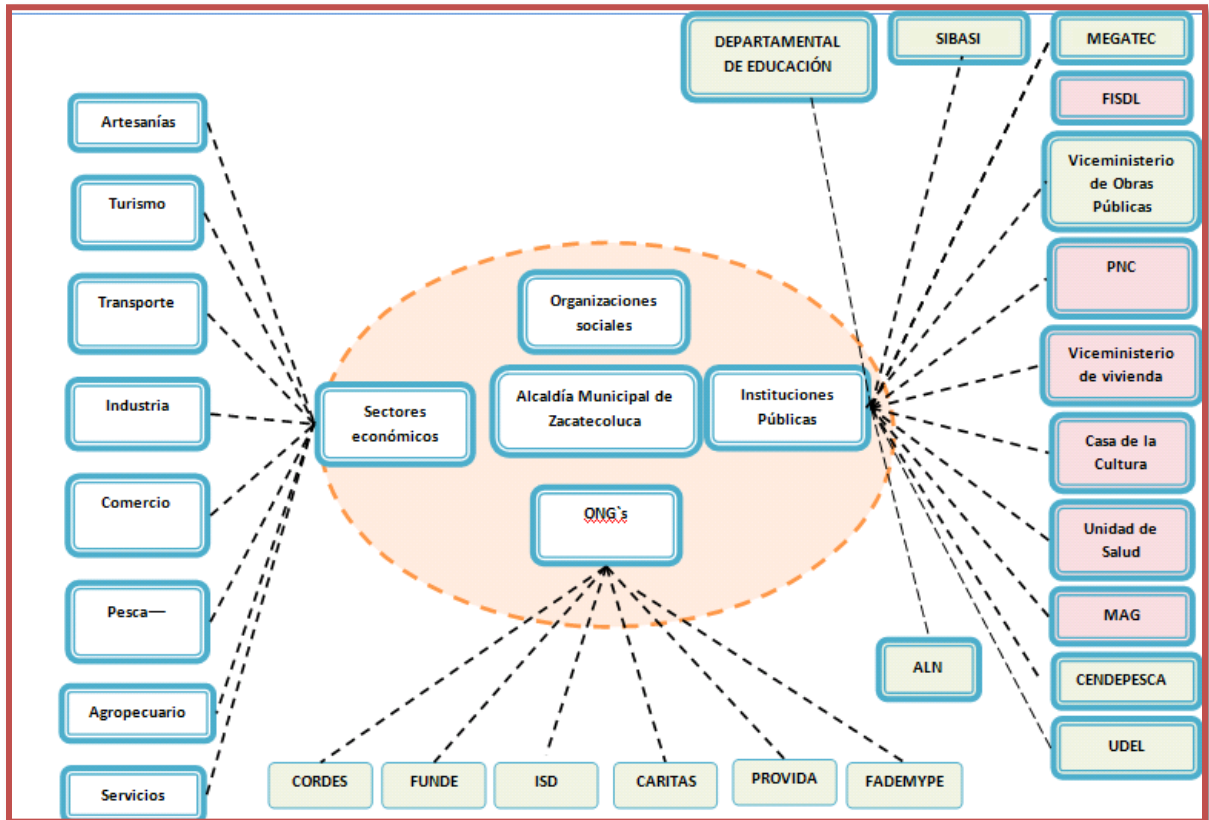 DEPARTAMENTAL
DE EDUCACIÓN
SIBASI
MEGATEC
FISDL
Viceministerio
de Obras
Públicas
PNC
Viceministerio
de vivienda
Casa de la
Cultura
Unidad de
Salud
MAG
CENDEPESCA
UDEL
ALN
Artesanías
Turismo
Transporte
Industria
Comercio
Pesca—
Agropecuario
Servicios
Organizaciones
sociales
Sectores
económicos
Alcaldía Municipal de
Zacatecoluca
Instituciones
Públicas
ONG`s
CORDES
FUNDE
ISD
CARITAS
PROVIDA
FADEMYPE